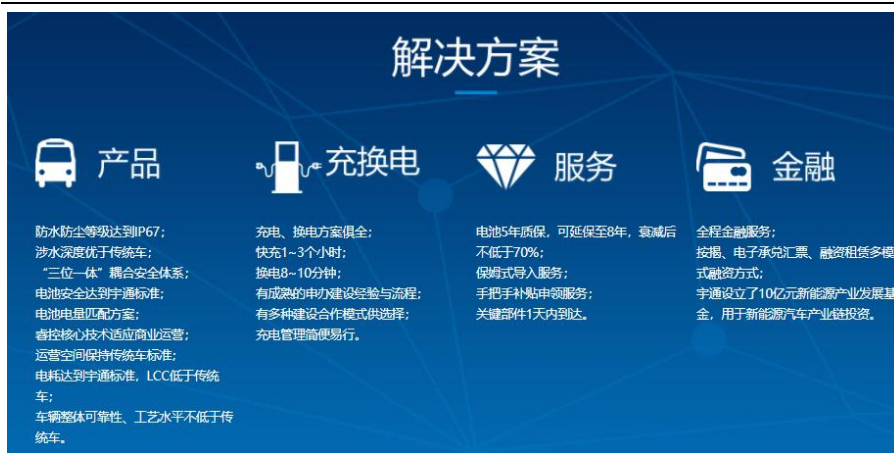 解决方案
产品
防水防尘等级达到IP67；
涉水深度优于传统车；
“三位一体”耦合安全体系；
电池安全达到宇通标准；
电池电量匹配方案；
睿控核心技术适应商业运营；
运营空间保持传统车标准；
电耗达到宇通标准，LCC低于传统
车；
车辆整体可靠性、工艺水平不低于传
统车。
充换电
充电、换电方案俱全；
快充1~3个小时；
换电8~10分钟；
有成熟的申办建设经验与流程；
有多种建设合作模式供选择；
充电管理简便易行。
服务
电池5年质保，可延保至8年，衰减后
不低于70%；
保姆式导入服务；
手把手补贴申领服务；
关键部件1天内到达。
金融
全程金融服务；
按揭、电子承兑汇票、融资租赁多模
式融资方式；
宇通设立了10亿元新能源产业发展基
金，用于新能源汽车产业链投资。